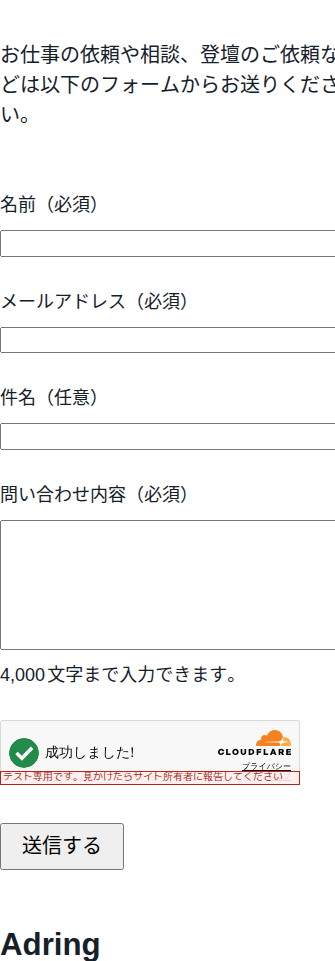 お仕事の依頼や相談、登壇のご依頼な
どは以下のフォームからお送りくださ
い。
名前（必須）
メールアドレス（必須）
件名（任意）
問い合わせ内容（必須）
4,000文字まで入力できます。
成功しました!
CLOUDFLARE
プライバシー
テスト専用です。見かけたらサイト所有者に報告してください
送信する
Adring